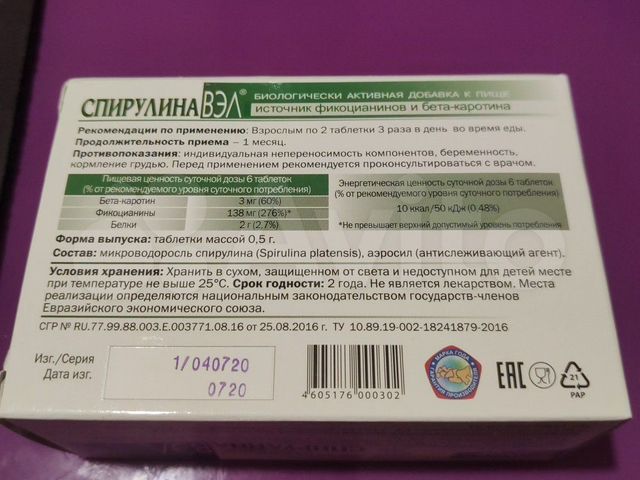 СПИРУЛИНАВЭЛ®
БИОЛОГИЧЕСКИ АКТИВНАЯ ДОБАВКА К ПИЩЕ
источник фикоцианинов и бета-каротина
Рекомендации по применению: Взрослым по 2 таблетки 3 раза в день во время еды.
Продолжительность приема – 1 месяц.
Противопоказания: индивидуальная непереносимость компонентов, беременность,
кормление грудью. Перед применением рекомендуется проконсультироваться с врачом.
Пищевая ценность суточной дозы 6 таблеток
(% от рекомендуемого уровня суточного потребления)
Бета-каротин 3 мг (60%)
Фикоцианины 138 мг (276%)*
Белки 2 г (2,7%)
Энергетическая ценность суточной дозы 6 таблеток
(% от рекомендуемого уровня суточного потребления)
10 ккал/50 кДж (0,48%)
*Не превышает верхний допустимый уровень потребления
Форма выпуска: таблетки массой 0,5 г.
Состав: микроводоросль спирулина (Spirulina platensis), аэросил (антислеживающий агент).
Условия хранения: Хранить в сухом, защищенном от света и недоступном для детей месте
при температуре не выше 25°С. Срок годности: 2 года. Не является лекарством. Места
реализации определяются национальным законодательством государств-членов
Евразийского экономического союза.
СГР № RU.77.99.88.003.Е.003771.08.16 от 25.08.2016 г. ТУ 10.89.19-002-18241879-2016
Изг./Серия
Дата изг.
1/040720
0720
4 605176 000302
МАРКА ГОДА
EAC
21
PAP